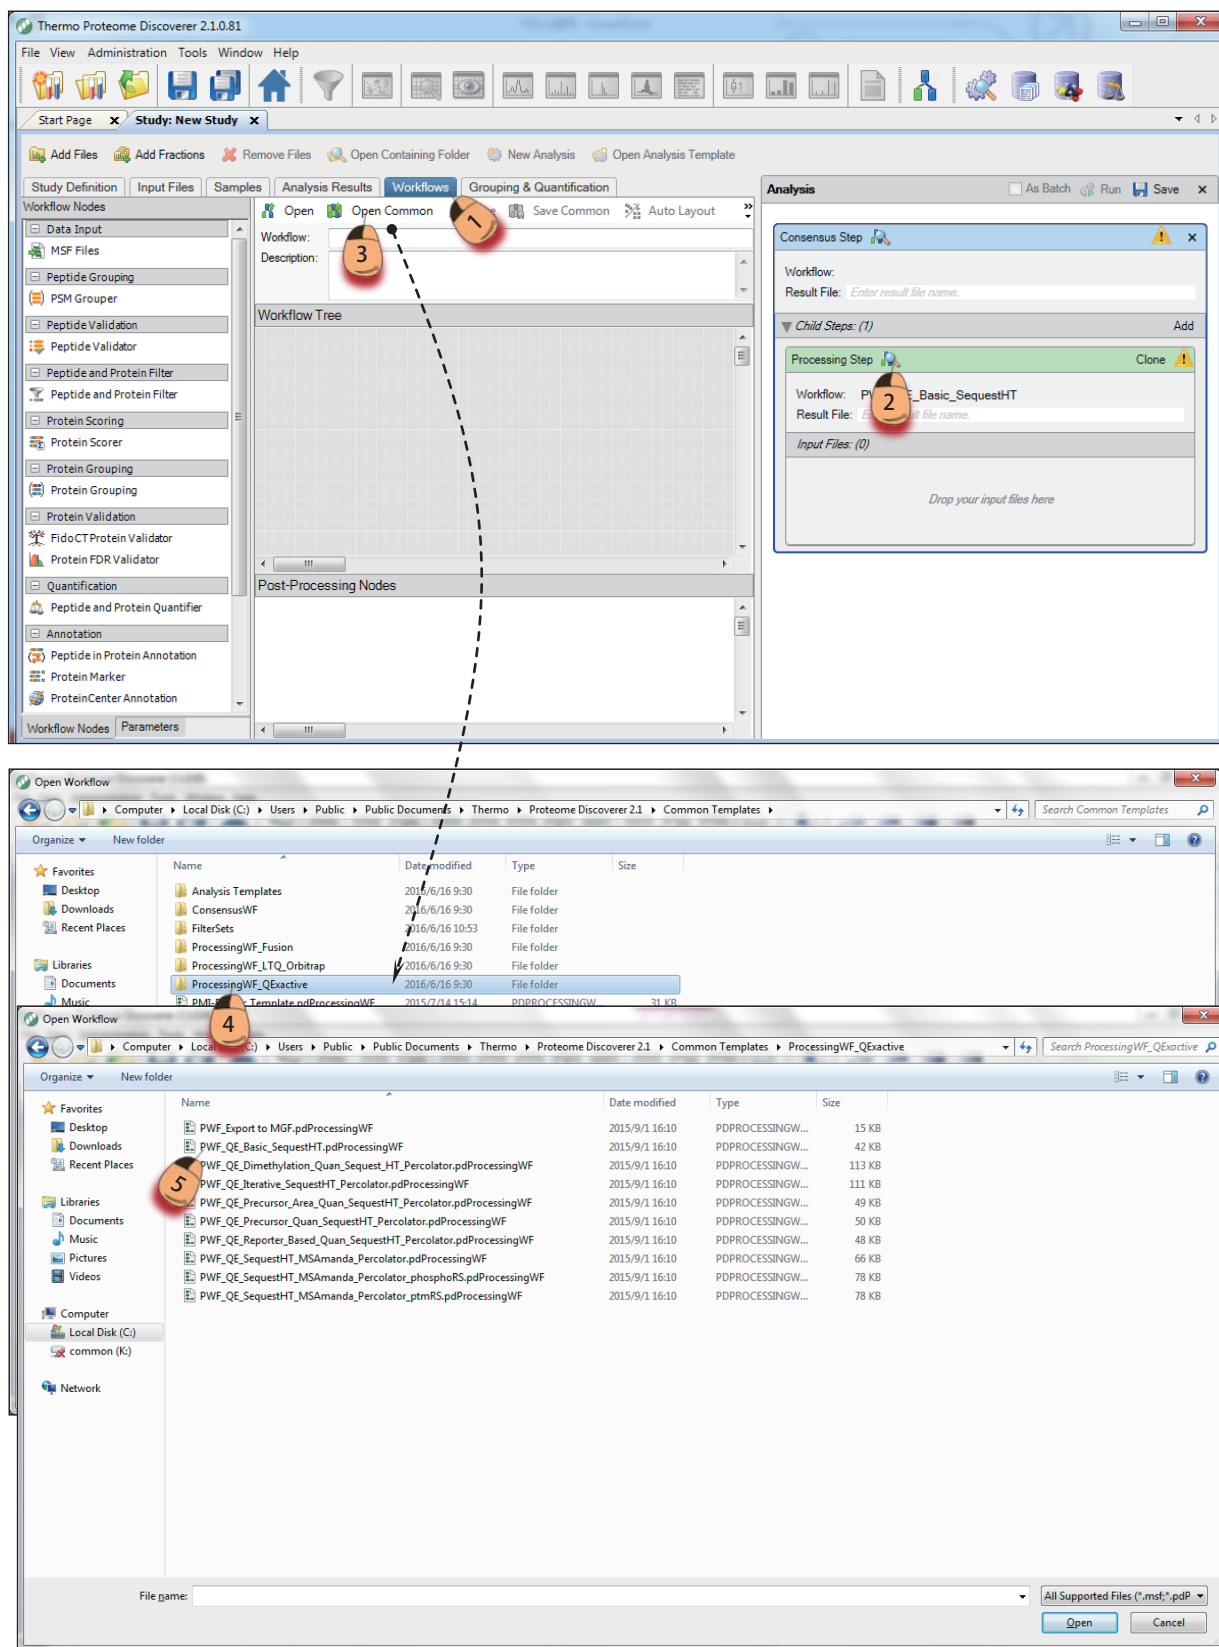 Thermo Proteome Discoverer 2.1.0.81
File View Administration Tools Window Help
Start Page Study: New Study
Add Files Add Fractions Remove Files Open Containing Folder New Analysis Open Analysis Template
Study Definition Input Files Samples Analysis Results Workflows Grouping & Quantification
Workflow Nodes
Data Input
MSF Files
Peptide Grouping
PSM Grouper
Peptide Validation
Peptide Validator
Peptide and Protein Filter
Peptide and Protein Filter
Protein Scoring
Protein Scorer
Protein Grouping
Protein Grouping
Protein Validation
FidoCT Protein Validator
Protein FDR Validator
Quantification
Peptide and Protein Quantifier
Annotation
Peptide in Protein Annotation
Protein Marker
ProteinCenter Annotation
Workflow Nodes Parameters
Open Open Common Save Common Auto Layout
1
Workflow:
3
Description:
Workflow Tree
Post-Processing Nodes
Analysis As Batch Run Save
Consensus Step
Workflow:
Result File: Enter result file name.
Child Steps: (1) Add
Processing Step Clone
2
Workflow: E_Basic_SequestHT
Result File: file name.
Input Files: (0)
Drop your input files here
Open Workflow
Computer Local Disk (C:) Users Public Public Documents Thermo Proteome Discoverer 2.1 Common Templates Search Common Templates
Organize New folder
Favorites
Desktop
Downloads
Recent Places
Libraries
Documents
Music
Name Date modified Type Size
Analysis Templates 2016/6/16 9:30 File folder
ConsensusWF 2016/6/16 9:30 File folder
FilterSets 2016/6/16 10:53 File folder
ProcessingWF_Fusion 2016/6/16 9:30 File folder
ProcessingWF_LTQ_Orbitrap 2016/6/16 9:30 File folder
ProcessingWF_QExactive 2016/6/16 9:30 File folder
Template.pdProcessingWF 2015/7/14 15:14 PDPROCESSINGW... 31 KB
4
Open Workflow
Computer Users Public Public Documents Thermo Proteome Discoverer 2.1 Common Templates ProcessingWF_QExactive Search ProcessingWF_QExactive
Organize New folder
Favorites
Desktop
Downloads
Recent Places
Libraries
Documents
Music
Pictures
Videos
Computer
Local Disk (C:)
common (K:)
Network
Name Date modified Type Size
PWF_Export to MGF.pdProcessingWF 2015/9/1 16:10 PDPROCESSINGW... 15 KB
PWF_QE_Basic_SequestHT.pdProcessingWF 2015/9/1 16:10 PDPROCESSINGW... 42 KB
PWF_QE_Dimethylation_Quan_Sequest_HT_Percolator.pdProcessingWF 2015/9/1 16:10 PDPROCESSINGW... 113 KB
5
PWF_QE_Iterative_SequestHT_Percolator.pdProcessingWF 2015/9/1 16:10 PDPROCESSINGW... 111 KB
PWF_QE_Precursor_Area_Quan_SequestHT_Percolator.pdProcessingWF 2015/9/1 16:10 PDPROCESSINGW... 49 KB
PWF_QE_Precursor_Quan_SequestHT_Percolator.pdProcessingWF 2015/9/1 16:10 PDPROCESSINGW... 50 KB
PWF_QE_Reporter_Based_Quan_SequestHT_Percolator.pdProcessingWF 2015/9/1 16:10 PDPROCESSINGW... 48 KB
PWF_QE_SequestHT_MSAmanda_Percolator.pdProcessingWF 2015/9/1 16:10 PDPROCESSINGW... 66 KB
PWF_QE_SequestHT_MSAmanda_Percolator_phosphoRS.pdProcessingWF 2015/9/1 16:10 PDPROCESSINGW... 78 KB
PWF_QE_SequestHT_MSAmanda_Percolator_ptmRS.pdProcessingWF 2015/9/1 16:10 PDPROCESSINGW... 78 KB
File name: All Supported Files (*.msf;*.pdP
Open Cancel